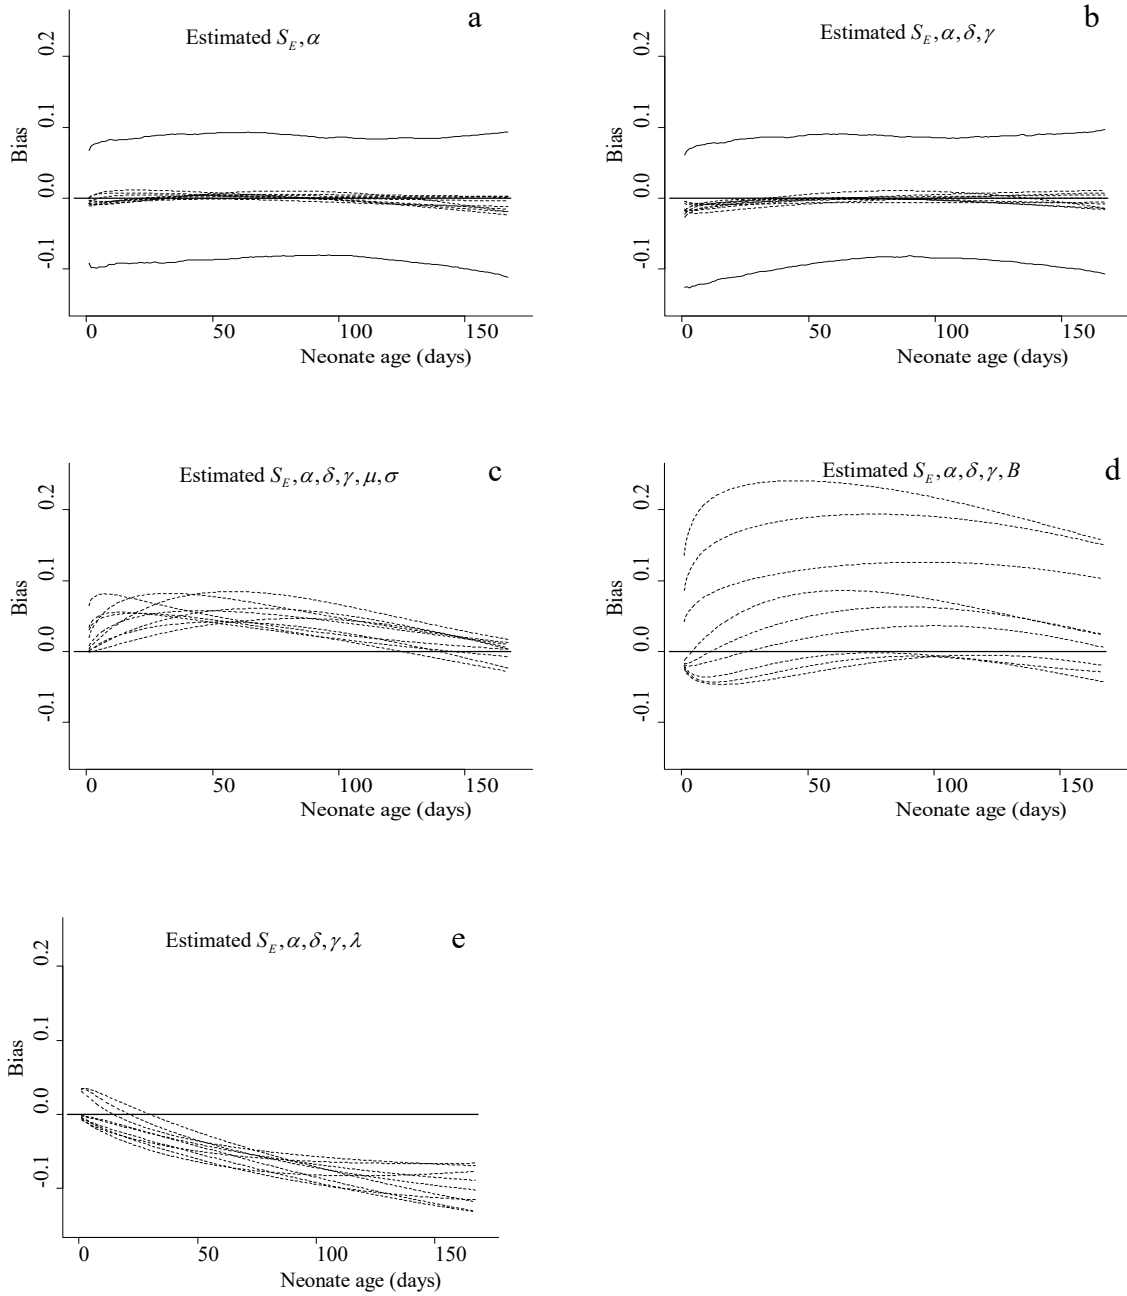 a
Estimated S_E, α
0.2
0.1
0.0
-0.1
Bias
0
50
100
150
Neonate age (days)
b
Estimated S_E, α, δ, γ
0.2
0.1
0.0
-0.1
Bias
0
50
100
150
Neonate age (days)
c
Estimated S_E, α, δ, γ, μ, σ
0.2
0.1
0.0
-0.1
Bias
0
50
100
150
Neonate age (days)
d
Estimated S_E, α, δ, γ, B
0.2
0.1
0.0
-0.1
Bias
0
50
100
150
Neonate age (days)
e
Estimated S_E, α, δ, γ, λ
0.2
0.1
0.0
-0.1
Bias
0
50
100
150
Neonate age (days)